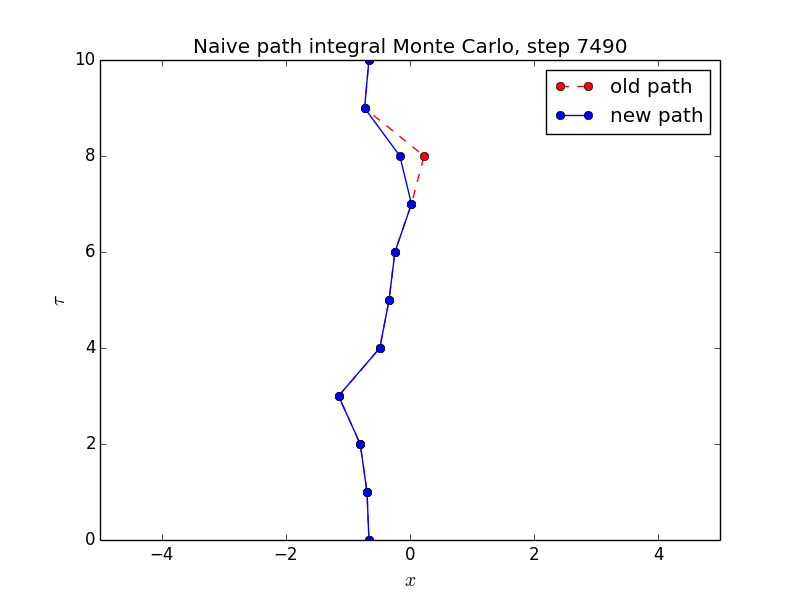 Naive path integral Monte Carlo, step 7490
old path
new path
10
8
6
4
2
0
τ
−4 −2 0 2 4
x